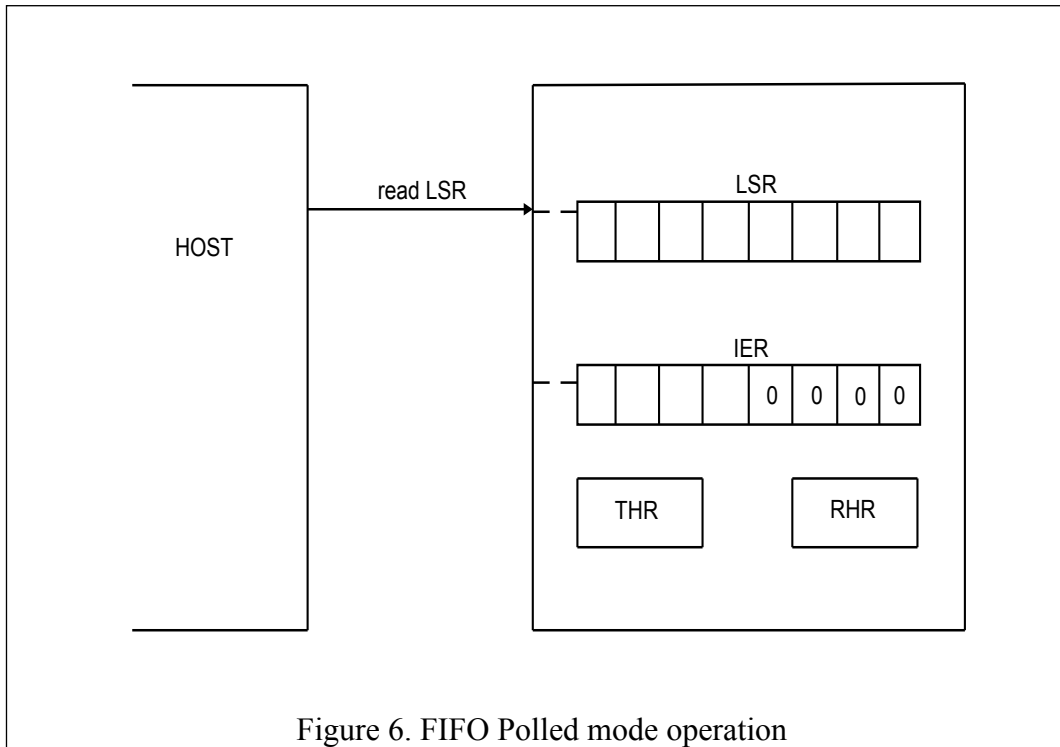 read LSR
LSR
HOST
IER
0 0 0 0
THR RHR
Figure 6. FIFO Polled mode operation